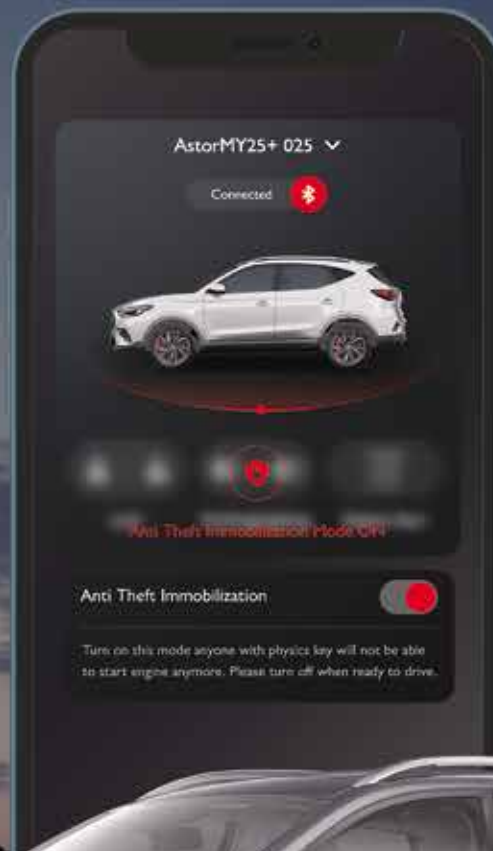 AstorMY25+ 025
Connected
Anti Theft Immobilization Mode ON
Anti Theft Immobilization
Turn on this mode anyone with physics key will not be able
to start engine anymore. Please turn off when ready to drive.